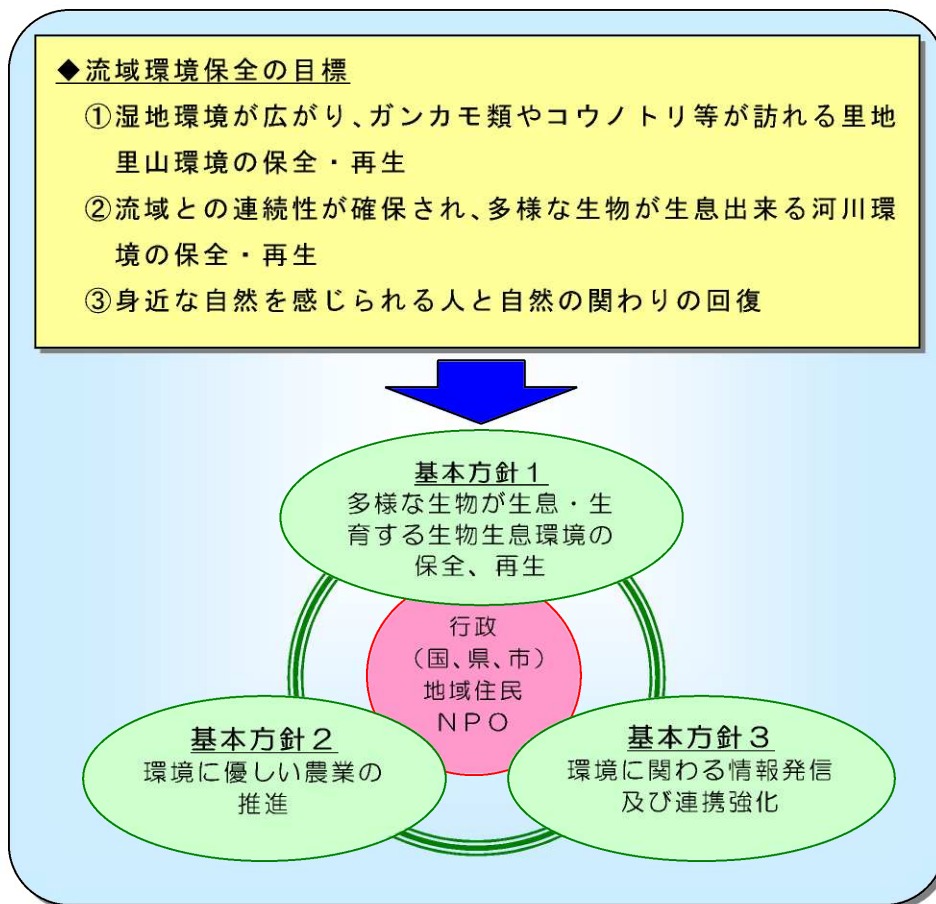 ◆流域環境保全の目標
①湿地環境が広がり、ガンカモ類やコウノトリ等が訪れる里地
里山環境の保全・再生
②流域との連続性が確保され、多様な生物が生息出来る河川環
境の保全・再生
③身近な自然を感じられる人と自然の関わりの回復
基本方針１
多様な生物が生息・生
育する生物生息環境の
保全、再生
行政
（国、県、市）
地域住民
ＮＰＯ
基本方針２
環境に優しい農業の
推進
基本方針３
環境に関わる情報発信
及び連携強化